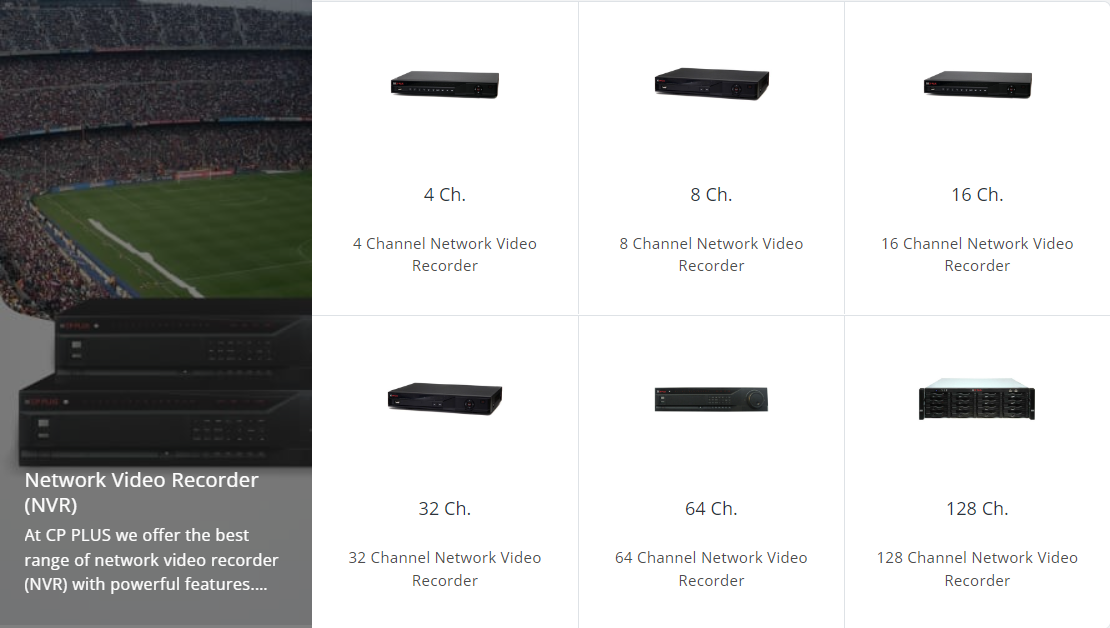 CP PLUS
CP PLUS
Network Video Recorder
(NVR)
At CP PLUS we offer the best
range of network video recorder
(NVR) with powerful features....
4 Ch.
4 Channel Network Video
Recorder
8 Ch.
8 Channel Network Video
Recorder
16 Ch.
16 Channel Network Video
Recorder
32 Ch.
32 Channel Network Video
Recorder
64 Ch.
64 Channel Network Video
Recorder
128 Ch.
128 Channel Network Video
Recorder